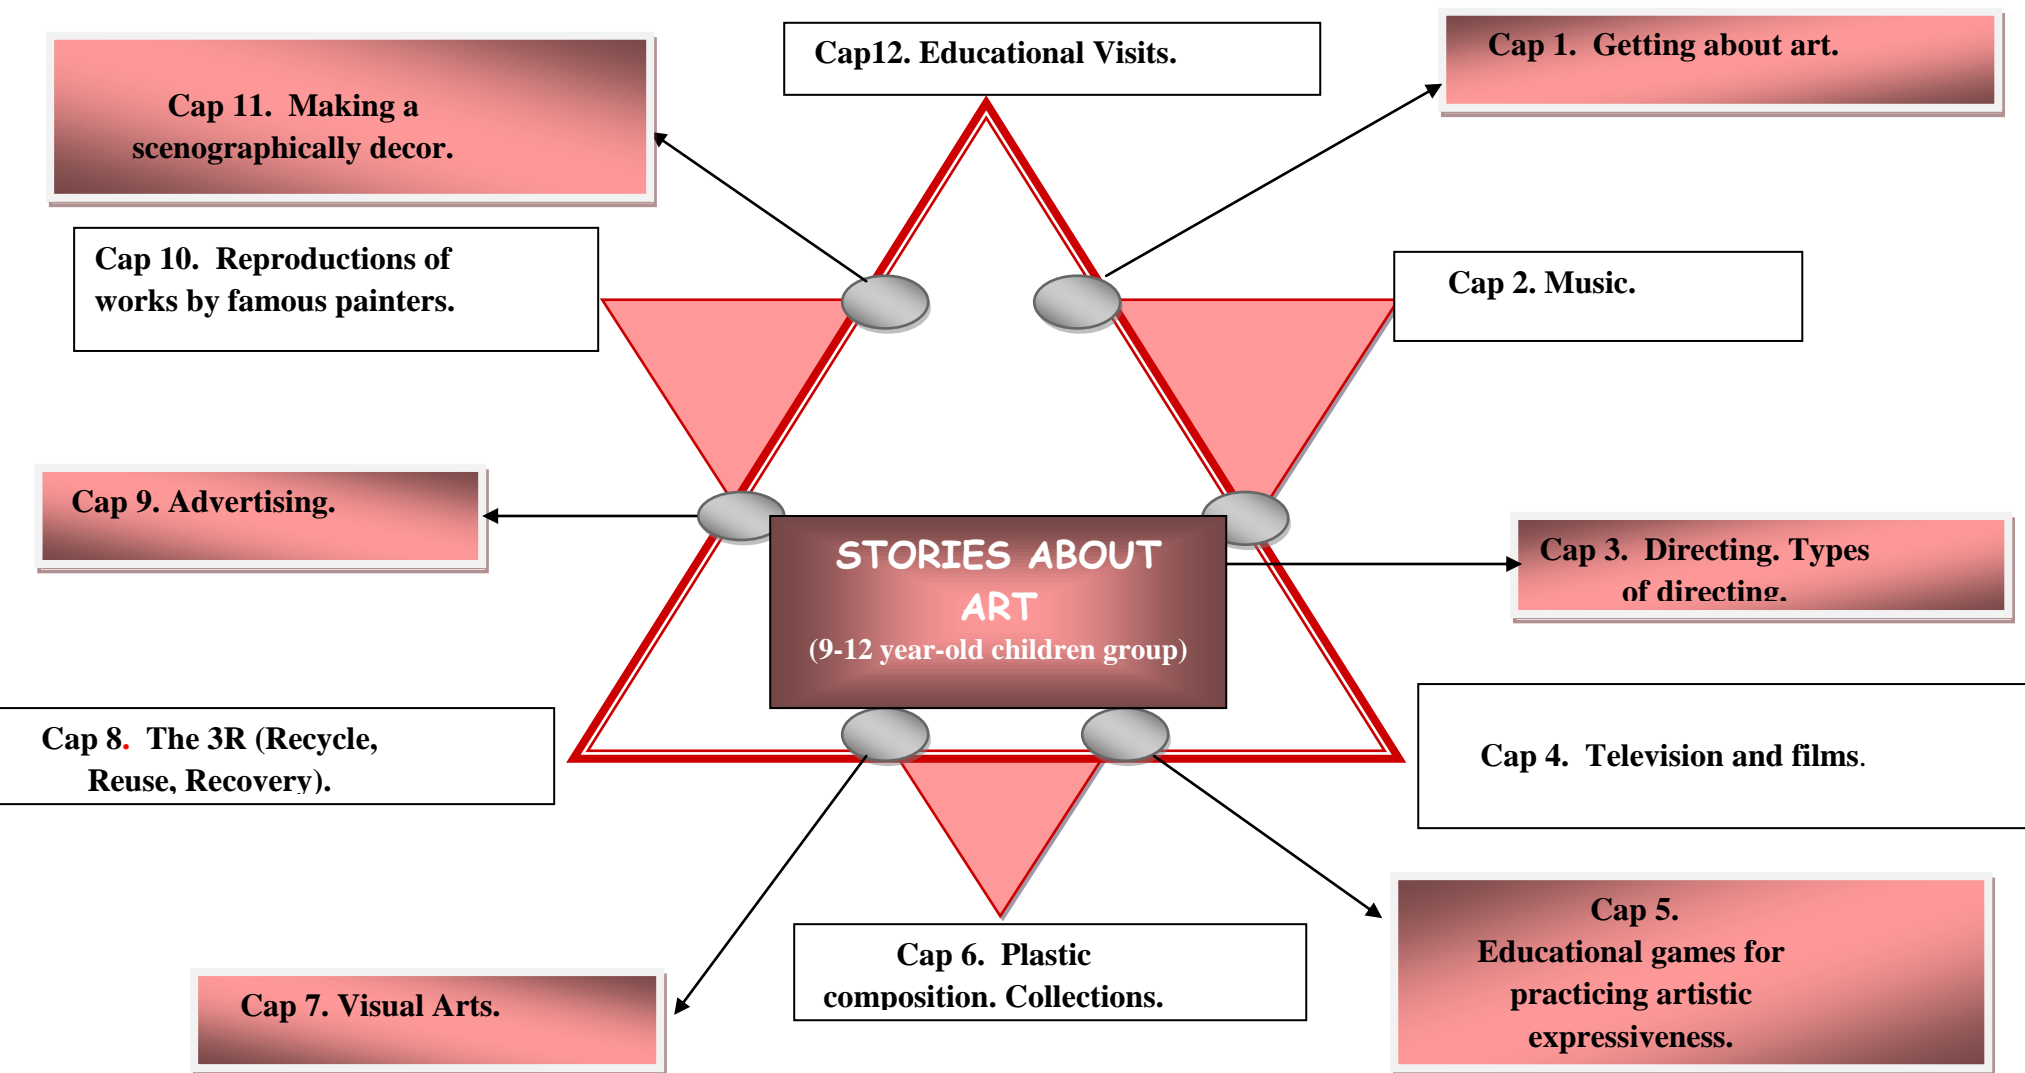 Cap12. Educational Visits.
Cap 1. Getting about art.
Cap 11. Making a
scenographically decor.
Cap 10. Reproductions of
works by famous painters.
Cap 2. Music.
Cap 9. Advertising.
STORIES ABOUT
ART
(9-12 year-old children group)
Cap 3. Directing. Types
of directing.
Cap 8. The 3R (Recycle,
Reuse, Recovery).
Cap 4. Television and films.
Cap 5.
Educational games for
practicing artistic
expressiveness.
Cap 6. Plastic
composition. Collections.
Cap 7. Visual Arts.